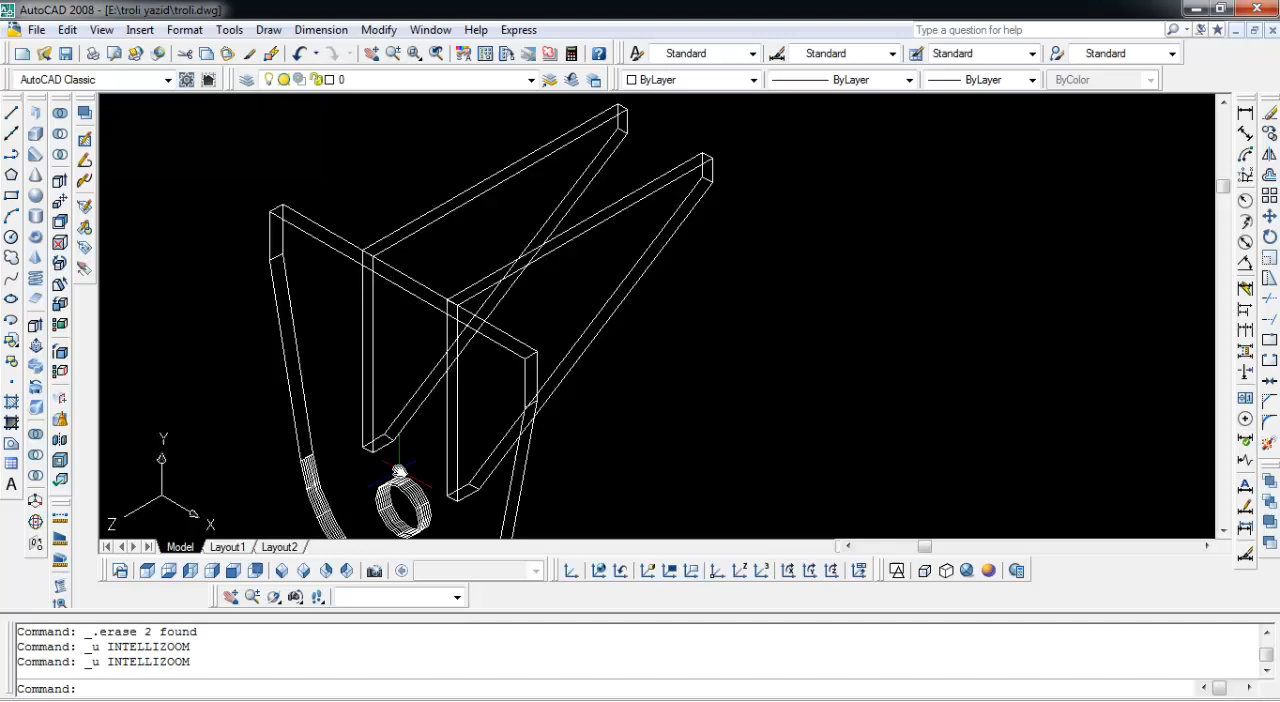 AutoCAD 2008 - [E:\troli yazid\troli.dwg]
File Edit View Insert Format Tools Draw Dimension Modify Window Help Express
Type a question for help
Standard Standard Standard Standard
AutoCAD Classic 0 ByLayer ByLayer ByLayer ByColor
A
Y
Z X
Model Layout1 Layout2
Command: _.erase 2 found
Command: _u INTELLIZOOM
Command: _u INTELLIZOOM
Command: